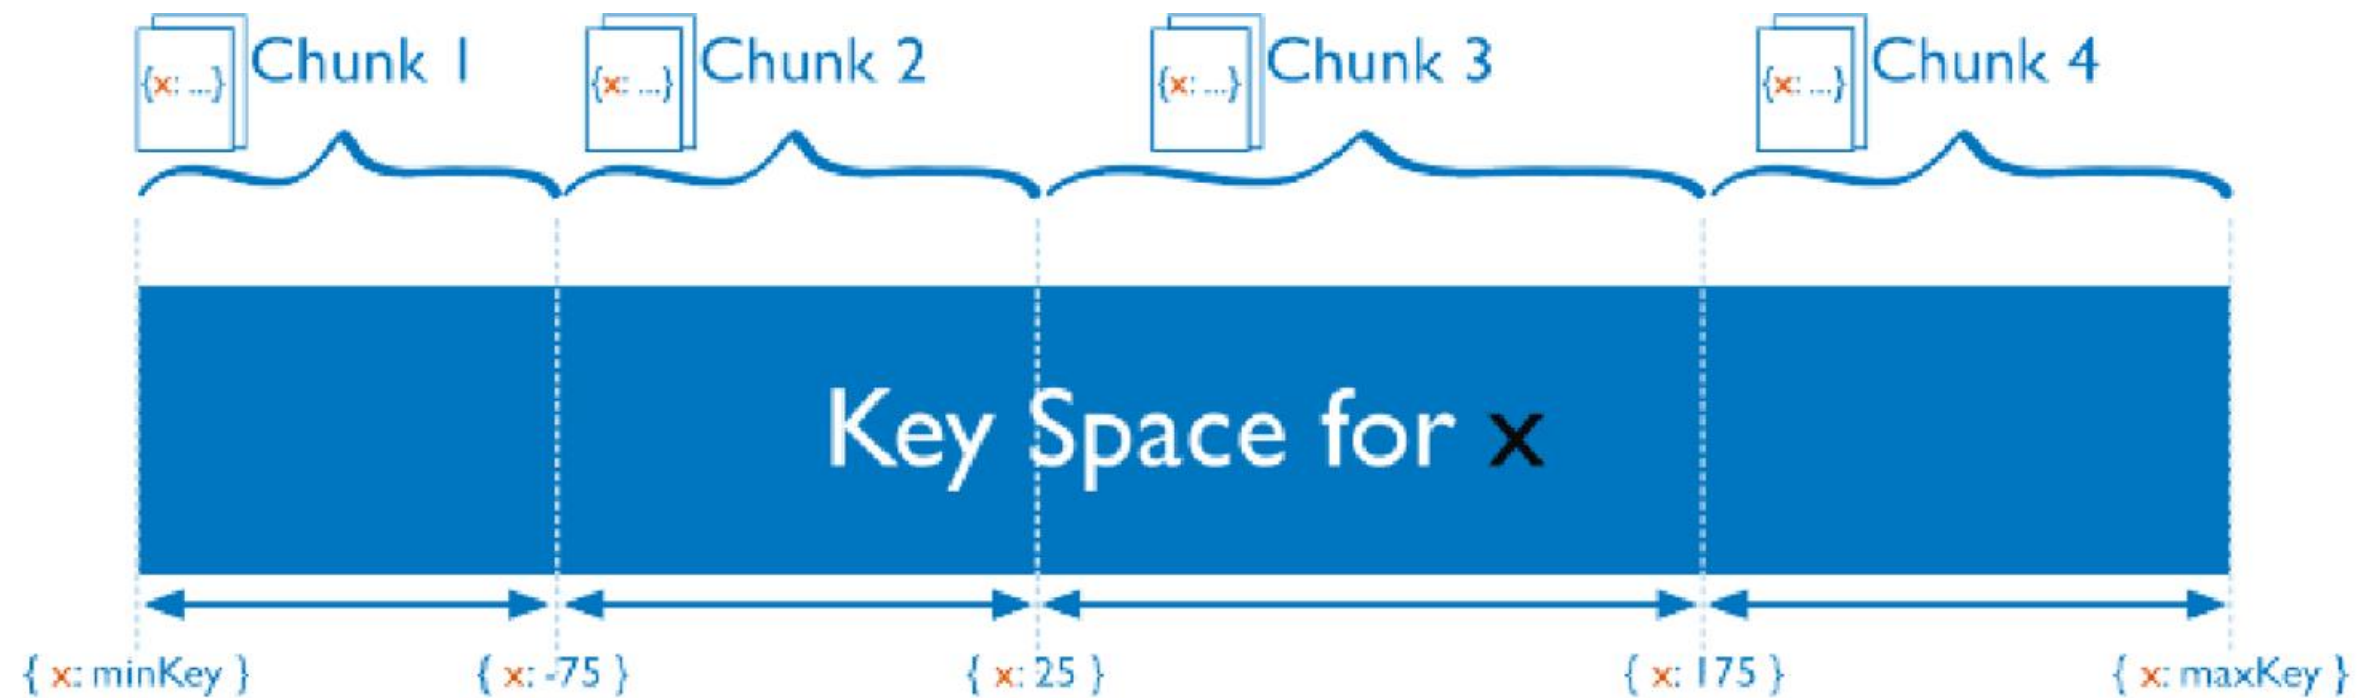 {x: ...} Chunk 1
{x: ...} Chunk 2
{x: ...} Chunk 3
{x: ...} Chunk 4
Key Space for x
{ x: minKey }
{ x: -75 }
{ x: 25 }
{ x: 175 }
{ x: maxKey }